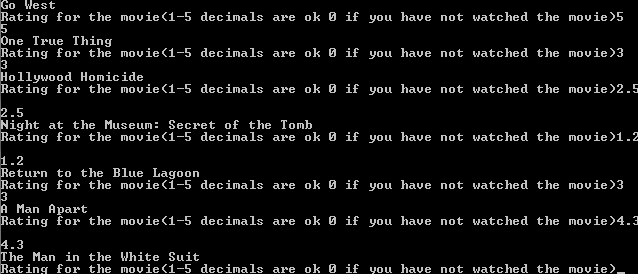 Go West
Rating for the movie(1-5 decimals are ok 0 if you have not watched the movie)5
5
One True Thing
Rating for the movie(1-5 decimals are ok 0 if you have not watched the movie)3
3
Hollywood Homicide
Rating for the movie(1-5 decimals are ok 0 if you have not watched the movie)2.5
2.5
Night at the Museum: Secret of the Tomb
Rating for the movie(1-5 decimals are ok 0 if you have not watched the movie)1.2
1.2
Return to the Blue Lagoon
Rating for the movie(1-5 decimals are ok 0 if you have not watched the movie)3
3
A Man Apart
Rating for the movie(1-5 decimals are ok 0 if you have not watched the movie)4.3
4.3
The Man in the White Suit
Rating for the movie(1-5 decimals are ok 0 if you have not watched the movie)_